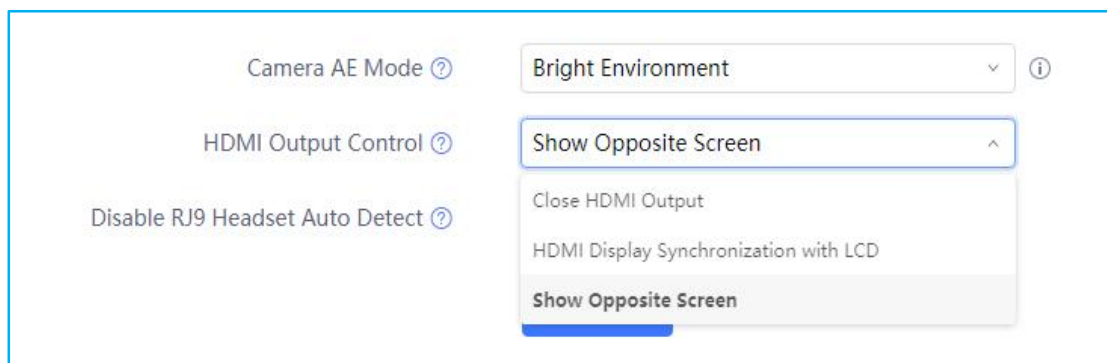 Camera AE Mode Bright Environment
HDMI Output Control Show Opposite Screen
Close HDMI Output
Disable RJ9 Headset Auto Detect
HDMI Display Synchronization with LCD
Show Opposite Screen